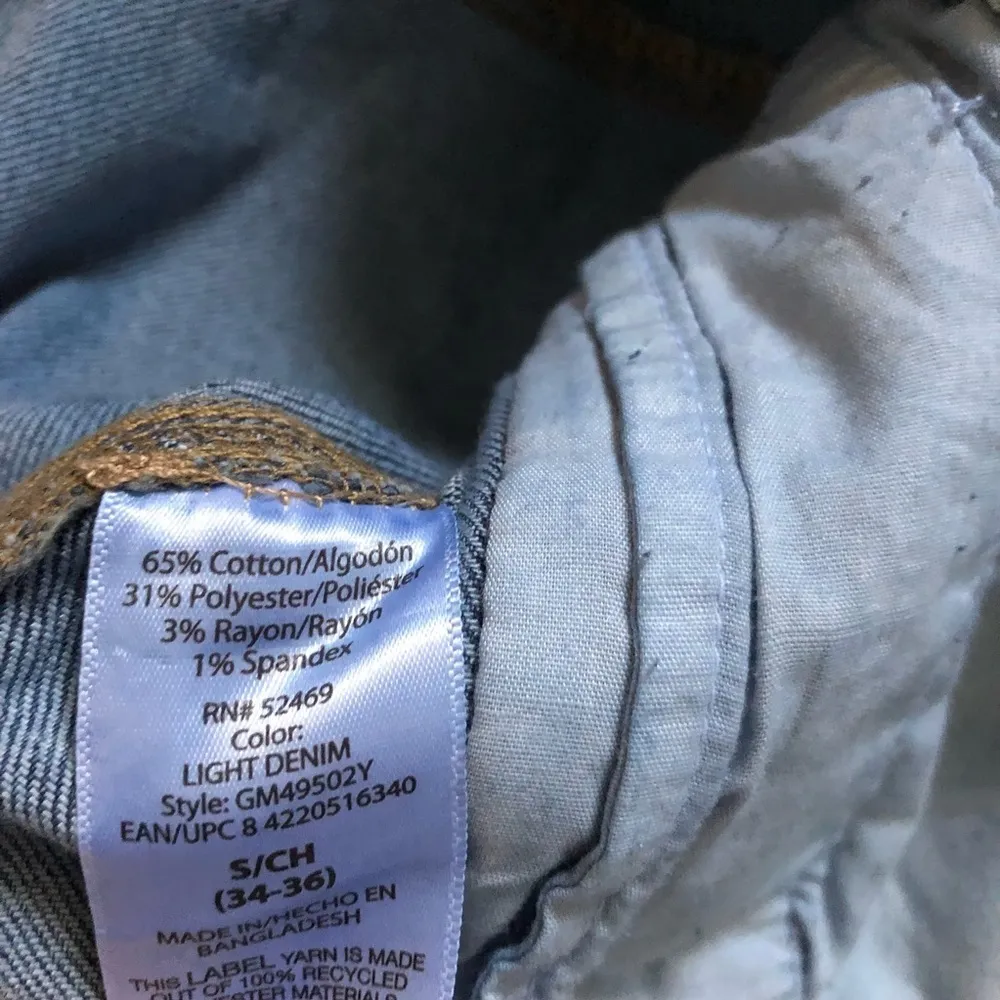 65% Cotton/Algodón
31% Polyester/Poliéster
3% Rayon/Rayón
1% Spandex
RN# 52469
Color:
LIGHT DENIM
Style: GM49502Y
EAN/UPC 8 4220516340
S/CH
(34-36)
MADE IN/HECHO EN
BANGLADESH
THIS LABEL YARN IS MADE
OUT OF 100% RECYCLED
MATERIALS